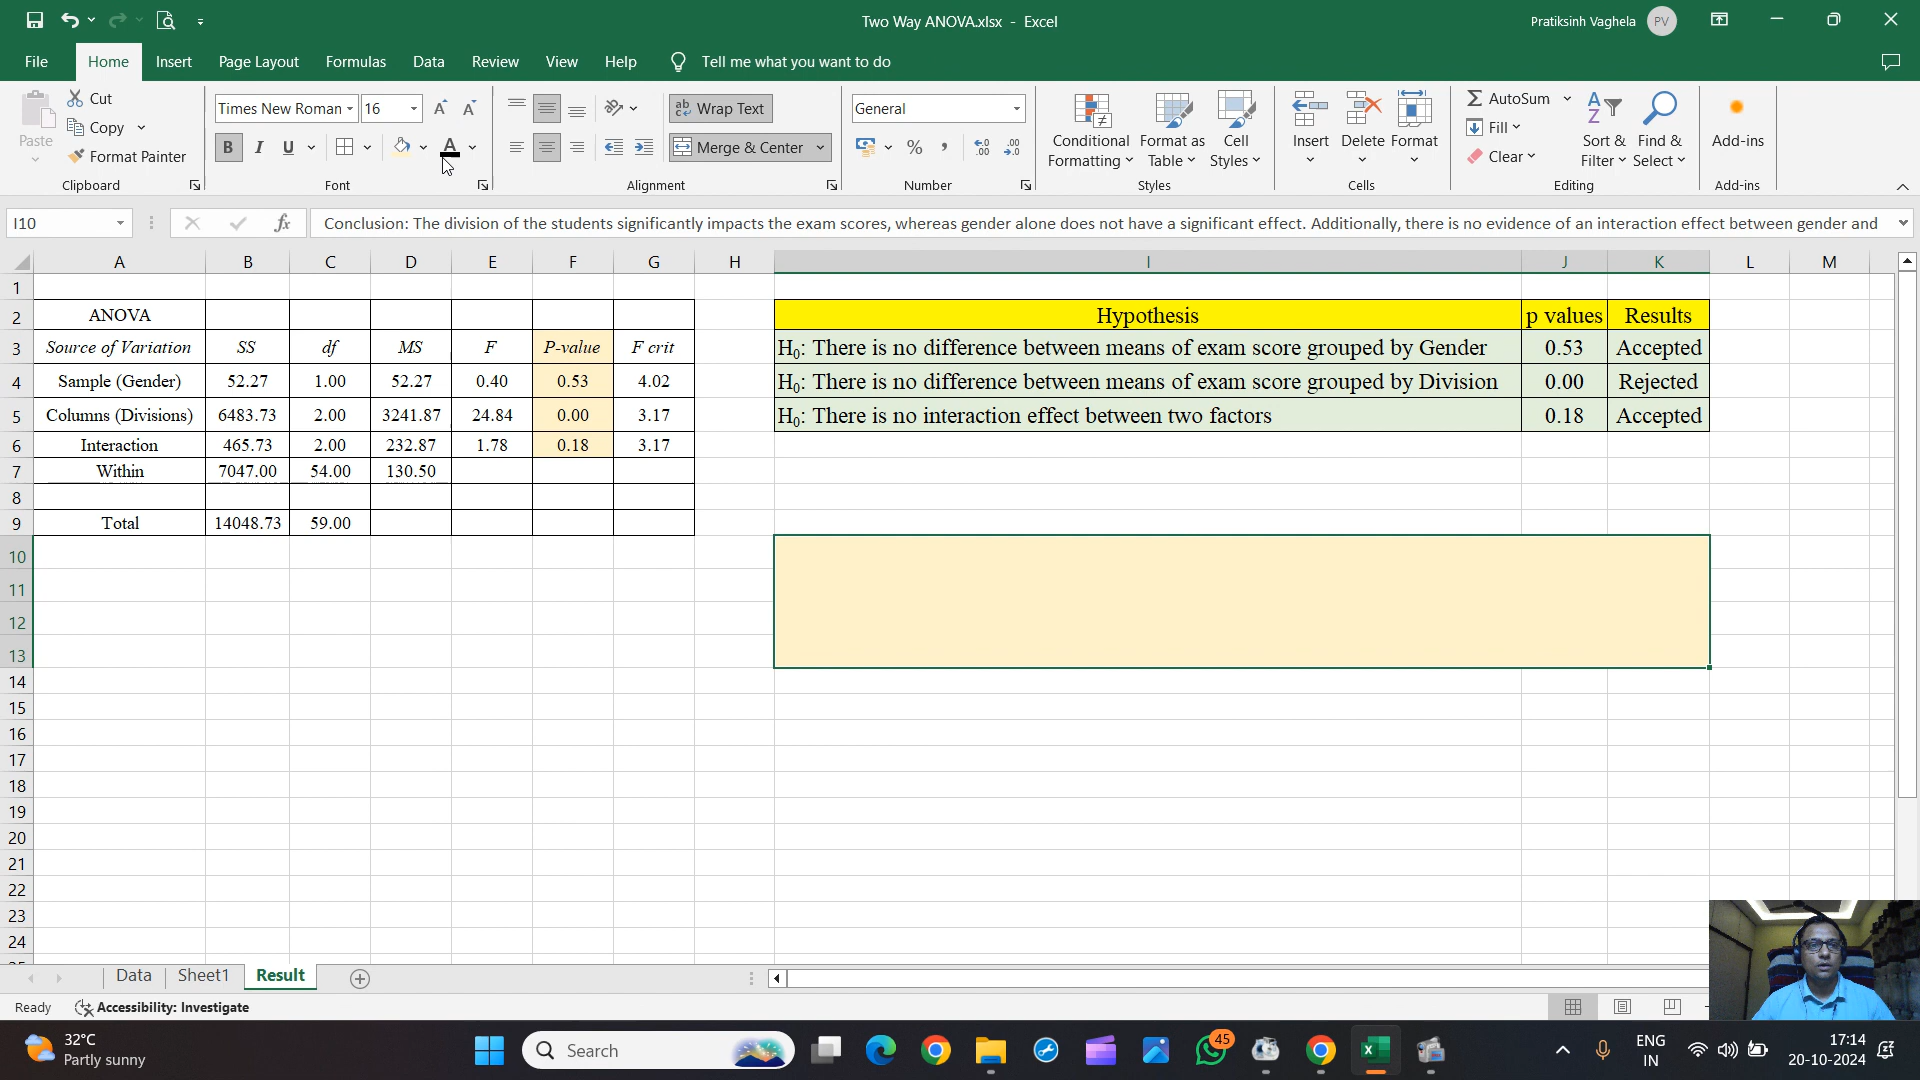 Two Way ANOVA.xlsx - Excel
Pratiksinh Vaghela PV
File Home Insert Page Layout Formulas Data Review View Help Tell me what you want to do
Paste
Cut
Copy
Format Painter
Clipboard
Times New Roman 16
B I U
Font
Wrap Text
Merge & Center
Alignment
General
Number
Conditional Formatting
Format as Table
Cell Styles
Styles
Insert Delete Format
Cells
AutoSum
Fill
Clear
Sort & Filter
Find & Select
Editing
Add-ins
Add-ins
I10
fx
Conclusion: The division of the students significantly impacts the exam scores, whereas gender alone does not have a significant effect. Additionally, there is no evidence of an interaction effect between gender and
A B C D E F G H I J K L M
1
2 ANOVA Hypothesis p values Results
3 Source of Variation SS df MS F P-value F crit H₀: There is no difference between means of exam score grouped by Gender 0.53 Accepted
4 Sample (Gender) 52.27 1.00 52.27 0.40 0.53 4.02 H₀: There is no difference between means of exam score grouped by Division 0.00 Rejected
5 Columns (Divisions) 6483.73 2.00 3241.87 24.84 0.00 3.17 H₀: There is no interaction effect between two factors 0.18 Accepted
6 Interaction 465.73 2.00 232.87 1.78 0.18 3.17
7 Within 7047.00 54.00 130.50
8
9 Total 14048.73 59.00
10
11
12
13
14
15
16
17
18
19
20
21
22
23
24
Data Sheet1 Result
Ready Accessibility: Investigate
32°C
Partly sunny
Search
45
ENG
IN
17:14
20-10-2024